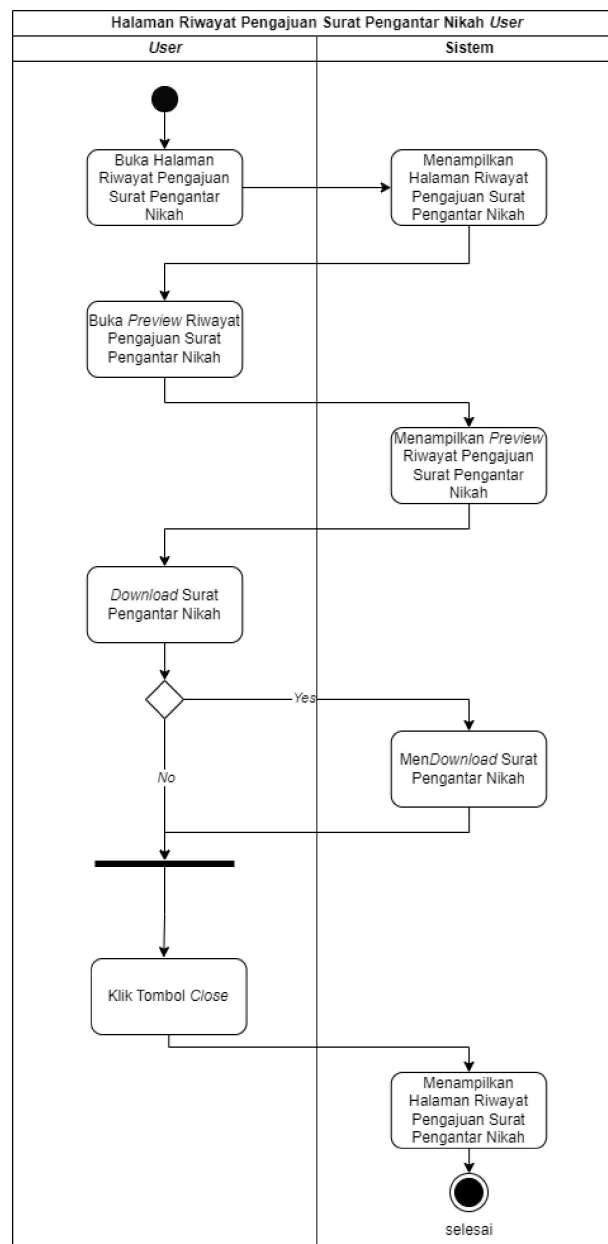 Halaman Riwayat Pengajuan Surat Pengantar Nikah User
User
Sistem
Buka Halaman
Riwayat Pengajuan
Surat Pengantar
Nikah
Menampilkan
Halaman Riwayat
Pengajuan Surat
Pengantar Nikah
Buka Preview Riwayat
Pengajuan Surat
Pengantar Nikah
Menampilkan Preview
Riwayat Pengajuan
Surat Pengantar
Nikah
Download Surat
Pengantar Nikah
Yes
MenDownload Surat
Pengantar Nikah
No
Klik Tombol Close
Menampilkan
Halaman Riwayat
Pengajuan Surat
Pengantar Nikah
selesai